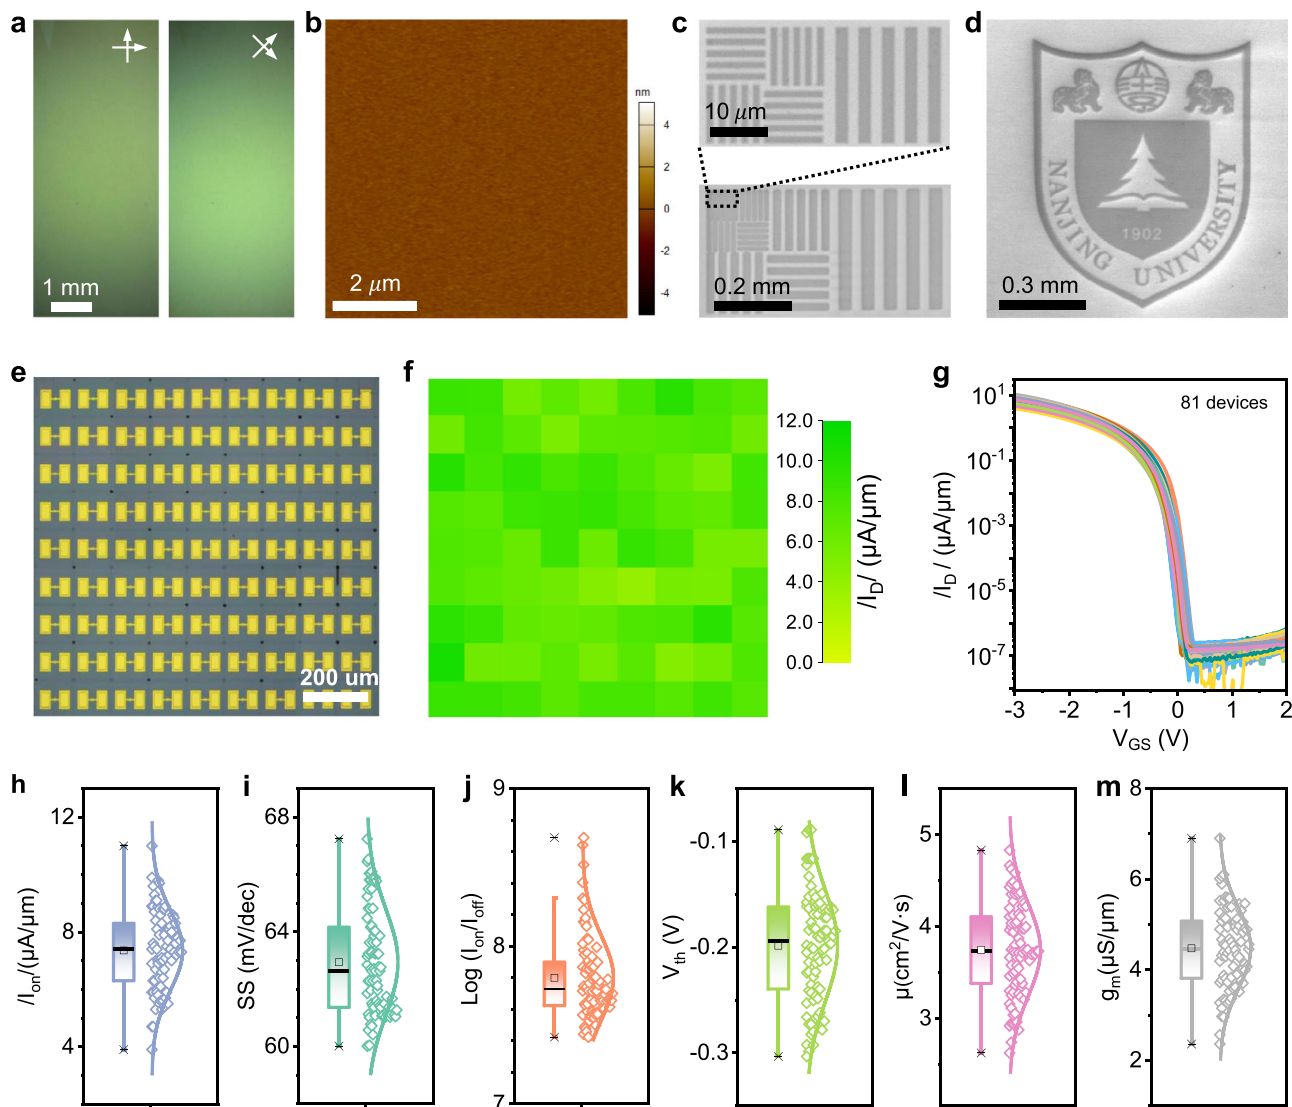 a
1 mm
b
2 μm
nm
4
2
0
-2
-4
c
10 μm
0.2 mm
d
1902
NANJING UNIVERSITY
0.3 mm
e
200 um
f
12.0
10.0
8.0
6.0
4.0
2.0
0.0
/I_D/ (μA/μm)
g
81 devices
10^1
10^-1
10^-3
10^-5
10^-7
/I_D / (μA/μm)
-3 -2 -1 0 1 2
V_GS (V)
h
12
8
4
/I_on/(μA/μm)
i
68
64
60
SS (mV/dec)
j
9
8
7
Log (I_on/I_off)
k
-0.1
-0.2
-0.3
V_th (V)
l
5
4
3
μ(cm^2/V·s)
m
8
6
4
2
g_m(μS/μm)